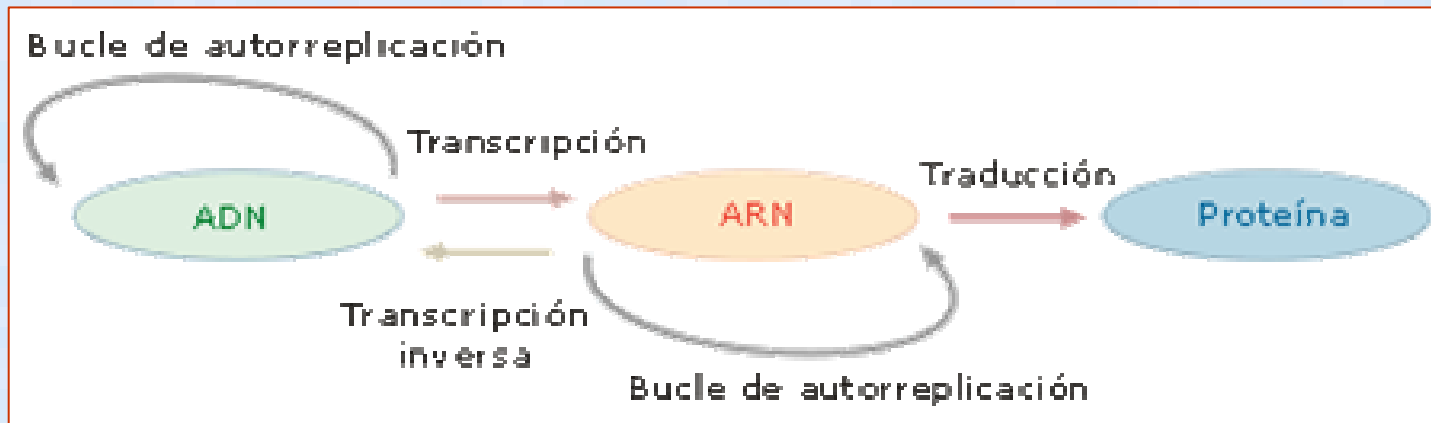 Bucle de autorreplicación
Transcripción
Traducción
ADN
ARN
Proteína
Transcripción
inversa
Bucle de autorreplicación